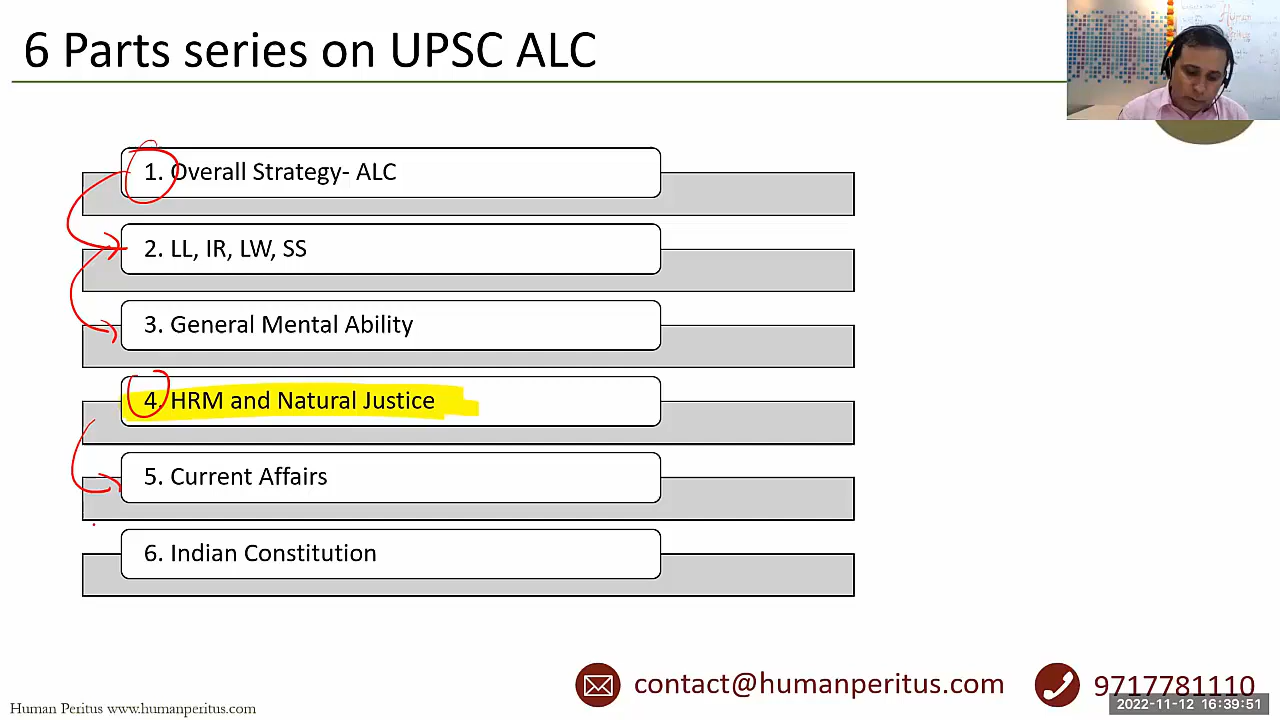 6 Parts series on UPSC ALC
1. Overall Strategy- ALC
2. LL, IR, LW, SS
3. General Mental Ability
4. HRM and Natural Justice
5. Current Affairs
6. Indian Constitution
contact@humanperitus.com
9717781110
Human Peritus www.humanperitus.com
2022-11-12 16:39:51